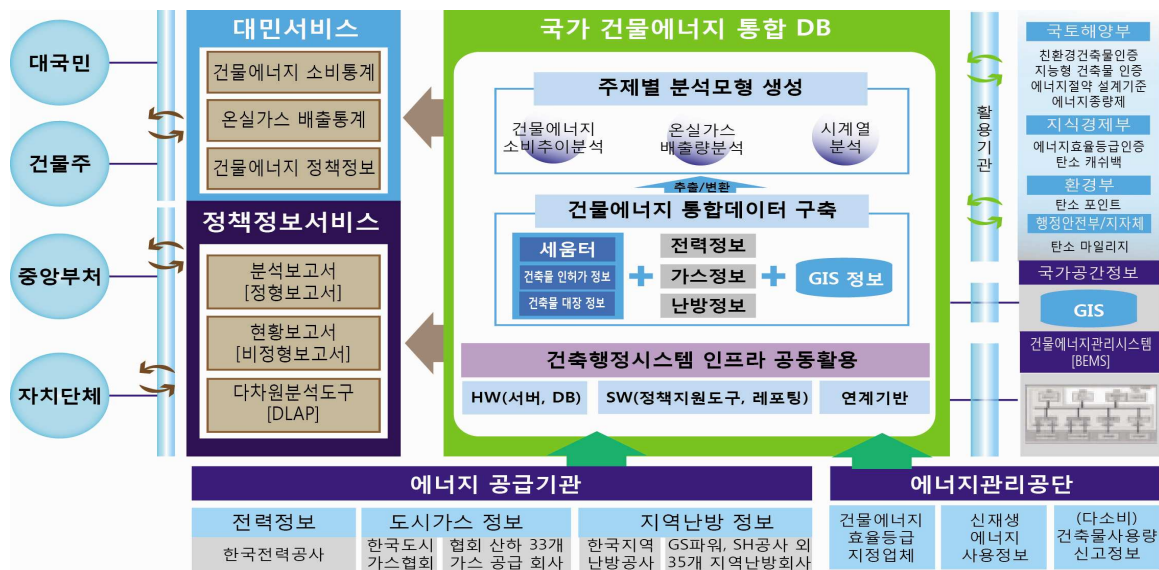 대국민
건물주
중앙부처
자치단체
대민서비스
건물에너지 소비통계
온실가스 배출통계
건물에너지 정책정보
정책정보서비스
분석보고서
[정형보고서]
현황보고서
[비정형보고서]
다차원분석도구
[DLAP]
국가 건물에너지 통합 DB
주제별 분석모형 생성
건물에너지
소비추이분석
온실가스
배출량분석
시계열
분석
추출/변환
건물에너지 통합데이터 구축
세움터
건축물 인허가 정보
건축물 대장 정보
전력정보
가스정보
난방정보
GIS 정보
건축행정시스템 인프라 공동활용
HW(서버, DB)
SW(정책지원도구, 레포팅)
연계기반
활용기관
국토해양부
친환경건축물인증
지능형 건축물 인증
에너지절약 설계기준
에너지총량제
지식경제부
에너지효율등급인증
탄소 캐쉬백
환경부
탄소 포인트
행정안전부/지자체
탄소 마일리지
국가공간정보
GIS
건물에너지관리시스템
[BEMS]
에너지 공급기관
전력정보
한국전력공사
도시가스 정보
한국도시
가스협회
협회 산하 33개
가스 공급 회사
지역난방 정보
한국지역
난방공사
GS파워, SH공사 외
35개 지역난방회사
에너지관리공단
건물에너지
효율등급
지정업체
신재생
에너지
사용정보
(다소비)
건축물사용량
신고정보